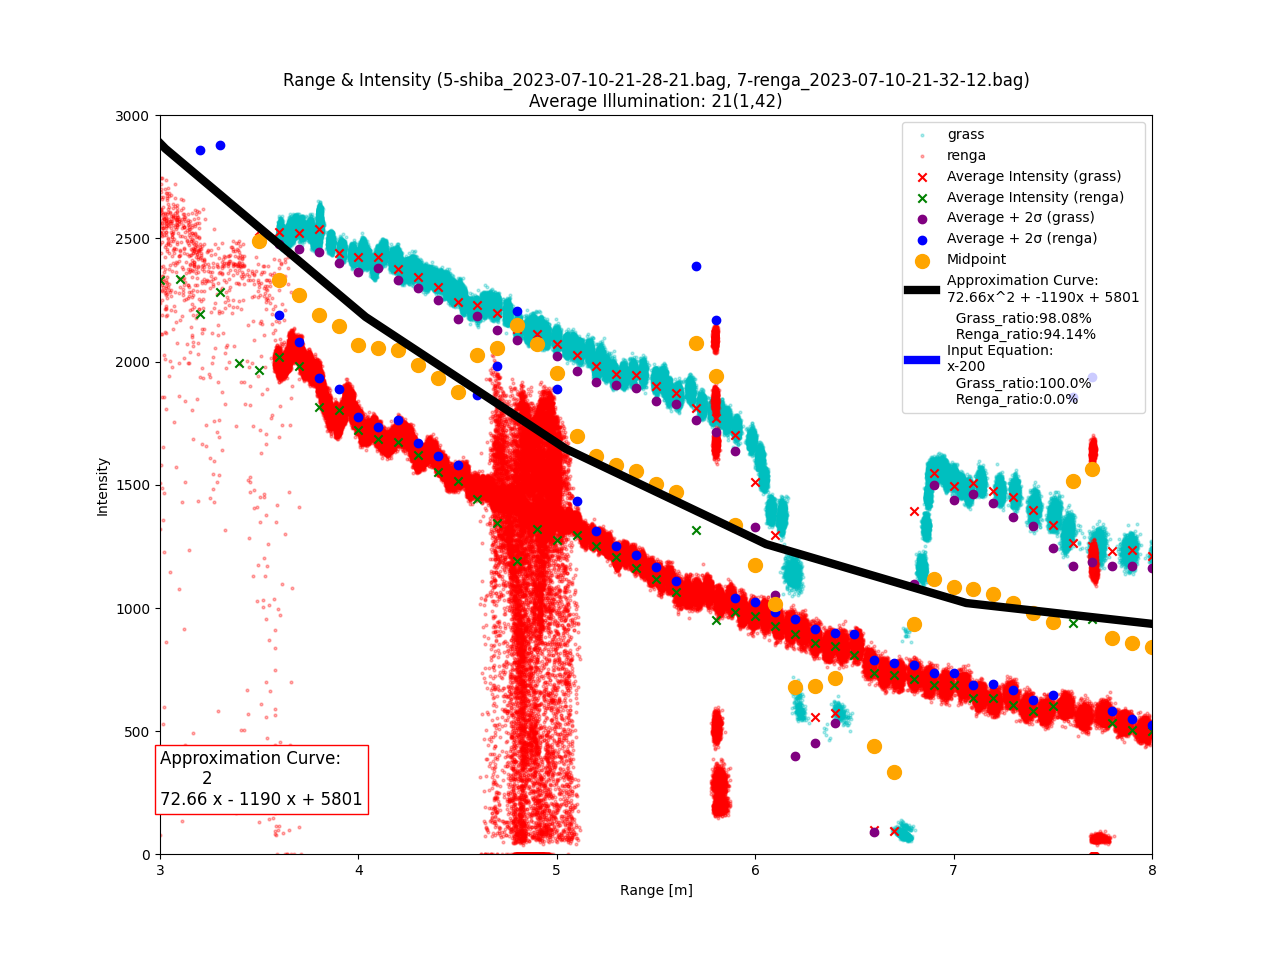 Range & Intensity (5-shiba_2023-07-10-21-28-21.bag, 7-renga_2023-07-10-21-32-12.bag)
Average Illumination: 21(1,42)
3000
2500
2000
1500
1000
500
0
Intensity
grass
renga
Average Intensity (grass)
Average Intensity (renga)
Average + 2σ (grass)
Average + 2σ (renga)
Midpoint
Approximation Curve:
72.66x^2 + -1190x + 5801
Grass_ratio:98.08%
Renga_ratio:94.14%
Input Equation:
x-200
Grass_ratio:100.0%
Renga_ratio:0.0%
Approximation Curve:
2
72.66 x - 1190 x + 5801
3 4 5 6 7 8
Range [m]